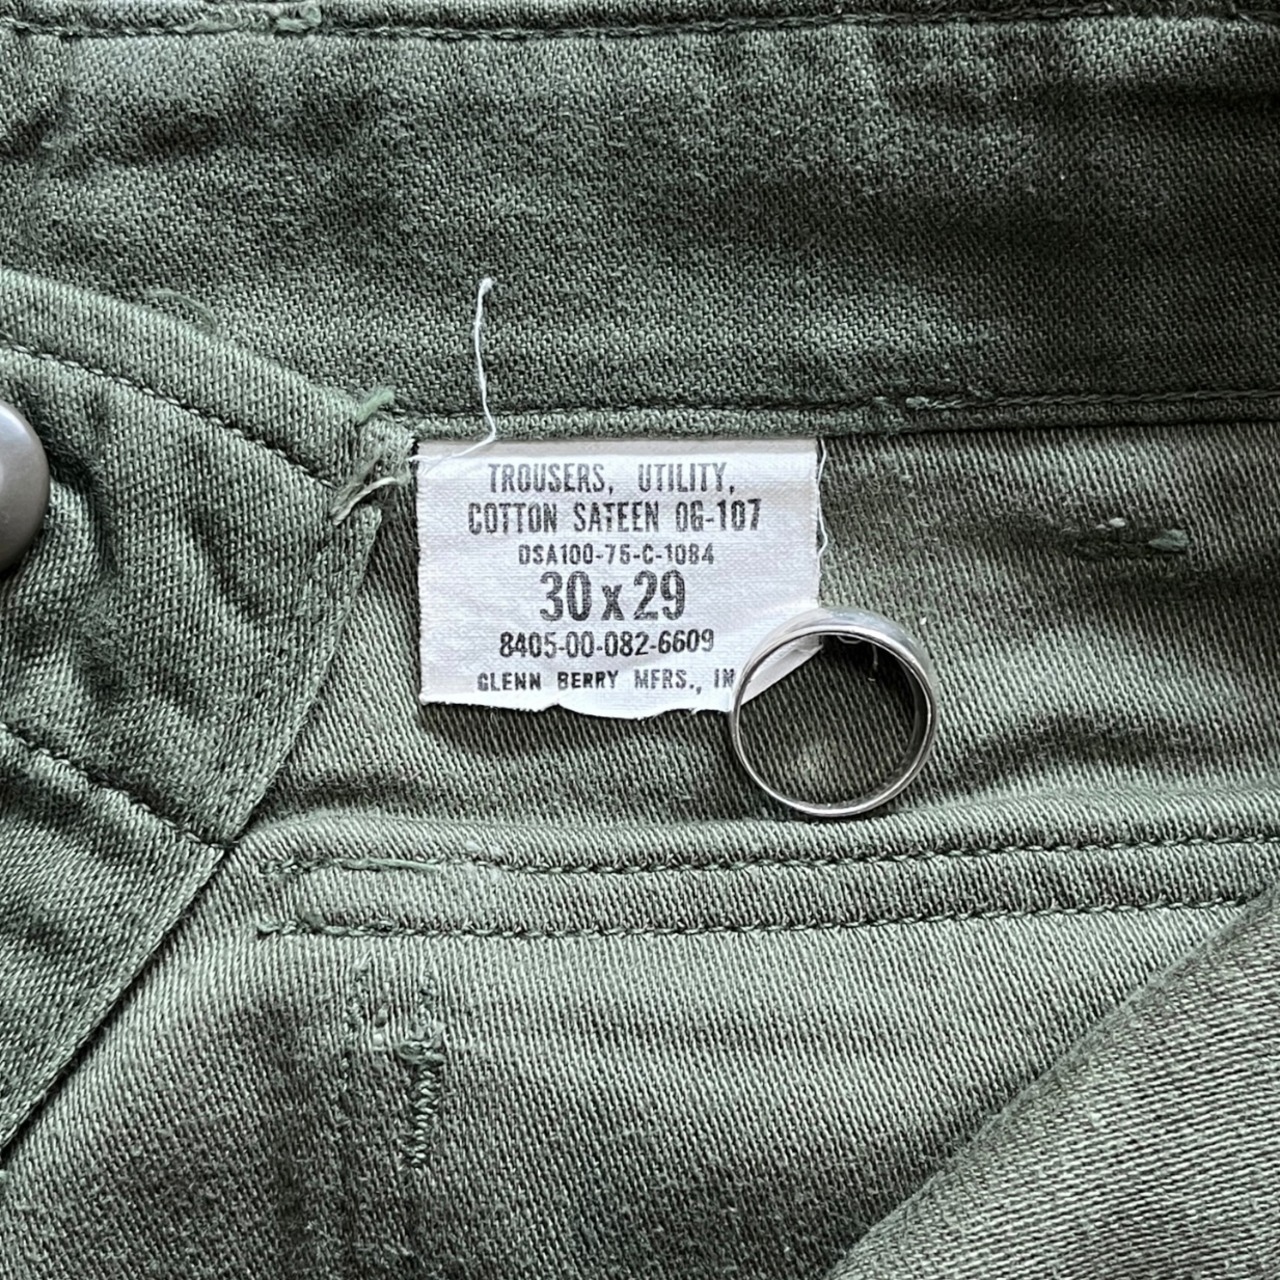 TROUSERS, UTILITY,
COTTON SATEEN OG-107
DSA100-75-C-1084
30 x 29
8405-00-082-6609
GLENN BERRY MFRS., IN